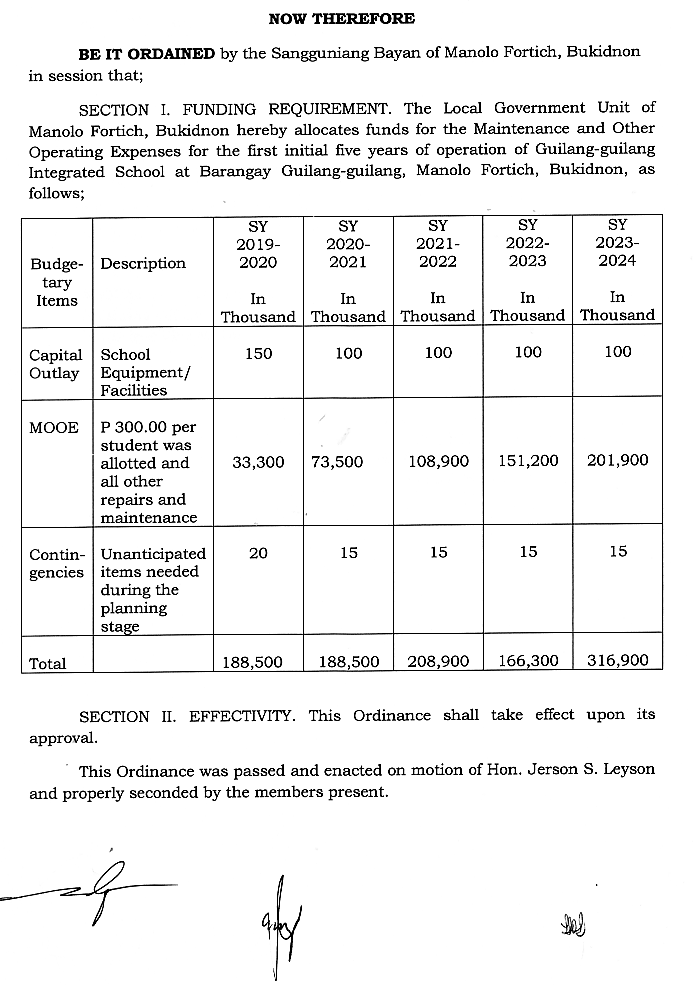 NOW THEREFORE
BE IT ORDAINED by the Sangguniang Bayan of Manolo Fortich, Bukidnon
in session that;
SECTION I. FUNDING REQUIREMENT. The Local Government Unit of
Manolo Fortich, Bukidnon hereby allocates funds for the Maintenance and Other
Operating Expenses for the first initial five years of operation of Guilang-guilang
Integrated School at Barangay Guilang-guilang, Manolo Fortich, Bukidnon, as
follows;
Budge-
tary
Items
Description
SY
2019-
2020
In
Thousand
SY
2020-
2021
In
Thousand
SY
2021-
2022
In
Thousand
SY
2022-
2023
In
Thousand
SY
2023-
2024
In
Thousand
Capital
Outlay
School
Equipment/
Facilities
150
100
100
100
100
MOOE
P 300.00 per
student was
allotted and
all other
repairs and
maintenance
33,300
73,500
108,900
151,200
201,900
Contin-
gencies
Unanticipated
items needed
during the
planning
stage
20
15
15
15
15
Total
188,500
188,500
208,900
166,300
316,900
SECTION II. EFFECTIVITY. This Ordinance shall take effect upon its
approval.
This Ordinance was passed and enacted on motion of Hon. Jerson S. Leyson
and properly seconded by the members present.